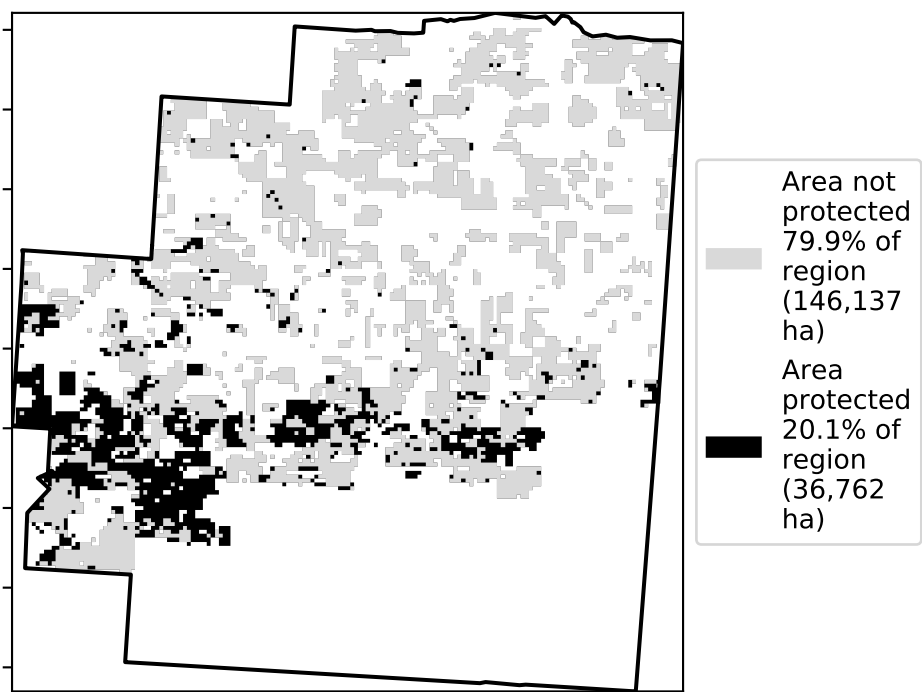 Area not
protected
79.9% of
region
(146,137
ha)
Area
protected
20.1% of
region
(36,762
ha)